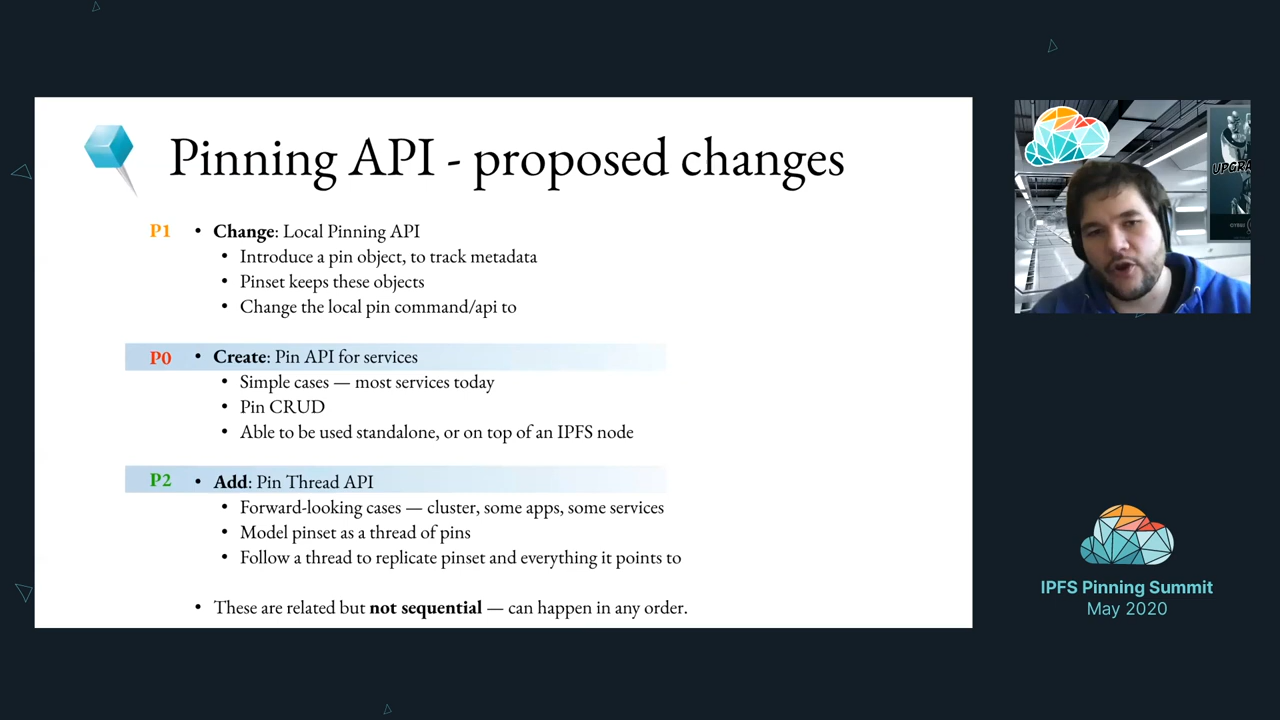 Pinning API - proposed changes
P1 • Change: Local Pinning API
• Introduce a pin object, to track metadata
• Pinset keeps these objects
• Change the local pin command/api to
P0 • Create: Pin API for services
• Simple cases — most services today
• Pin CRUD
• Able to be used standalone, or on top of an IPFS node
P2 • Add: Pin Thread API
• Forward-looking cases — cluster, some apps, some services
• Model pinset as a thread of pins
• Follow a thread to replicate pinset and everything it points to
• These are related but not sequential — can happen in any order.
UPGRA
IPFS Pinning Summit
May 2020